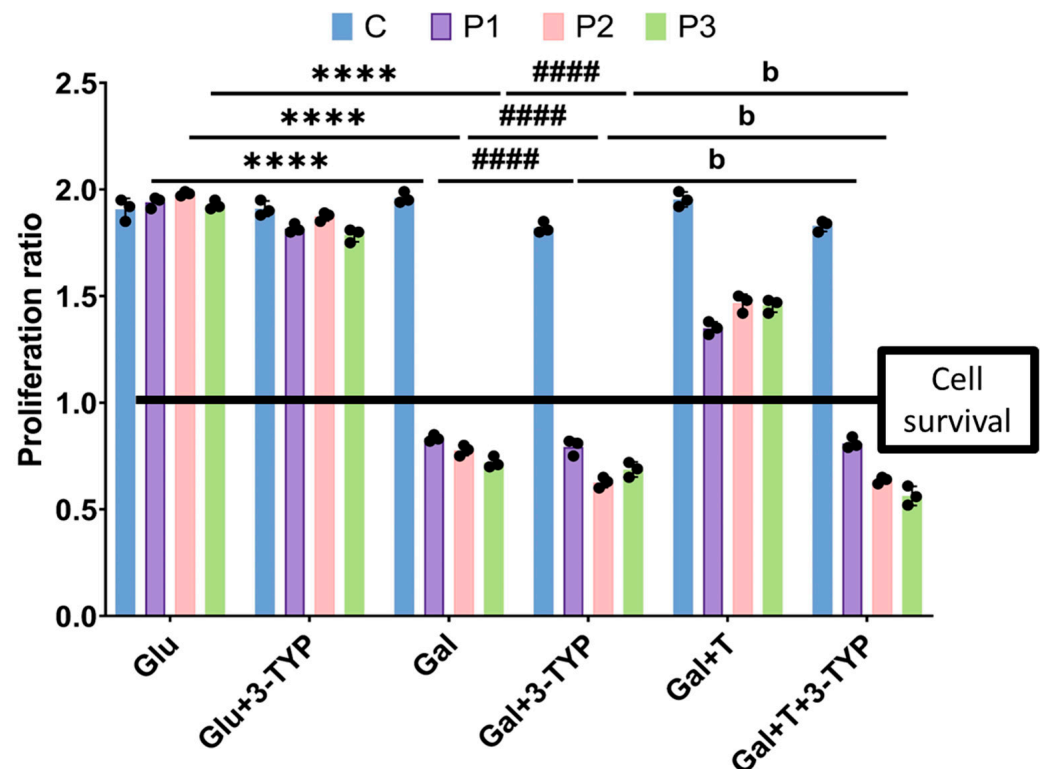 C P1 P2 P3
**** #### b
**** #### b
**** #### b
Proliferation ratio
2.5
2.0
1.5
1.0
0.5
0.0
Cell
survival
Glu
Glu+3-TYP
Gal
Gal+3-TYP
Gal+T
Gal+T+3-TYP